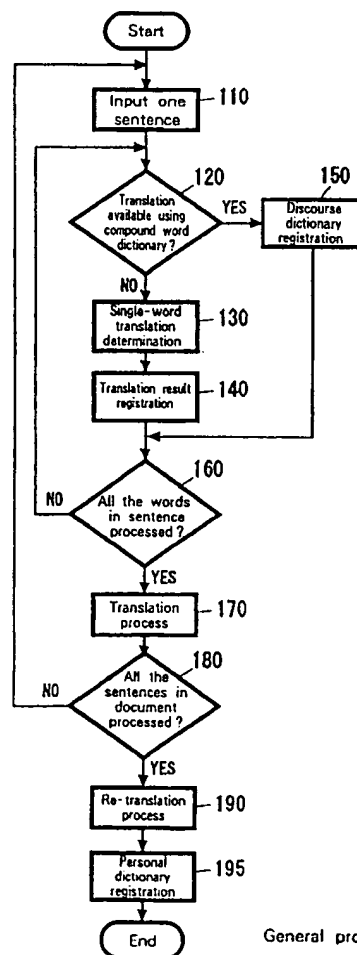 Start
Input one
sentence
110
120
Translation
available using
compound word
dictionary?
YES
150
Discourse
dictionary
registration
NO
Single-word
translation
determination
130
Translation result
registration
140
160
NO
All the words
in sentence
processed?
YES
Translation
process
170
180
NO
All the
sentences in
document
processed?
YES
Re-translation
process
190
Personal
dictionary
registration
195
End
General pro